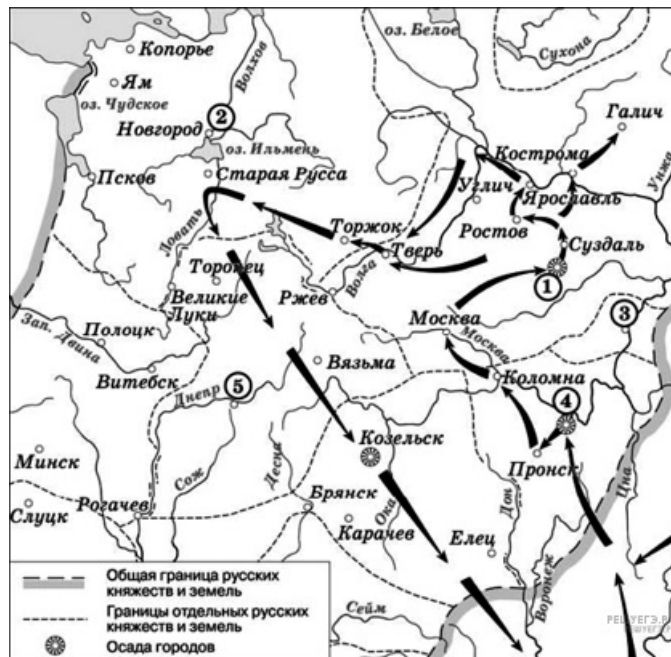 оз. Белое
Сухона
Копорье
Волхов
Ям
оз. Чудское
Галич
2
Новгород
оз. Ильмень
Кострома
Унжа
Псков
Старая Русса
Углич
Ярославль
Ловать
Торжок
Ростов
Суздаль
Тверь
Торопец
Волга
1
Великие
Луки
Ржев
3
Зап. Двина
Полоцк
Москва
Москва
Витебск
Вязьма
Коломна
5
4
Днепр
Козельск
Минск
Сож
Десна
Пронск
Цна
Слуцк
Рогачев
Брянск
Ока
Дон
Карачев
Елец
Воронеж
Сейм
Общая граница русских
княжеств и земель
Границы отдельных русских
княжеств и земель
Осада городов
РЕШУЕГЭ.РФ